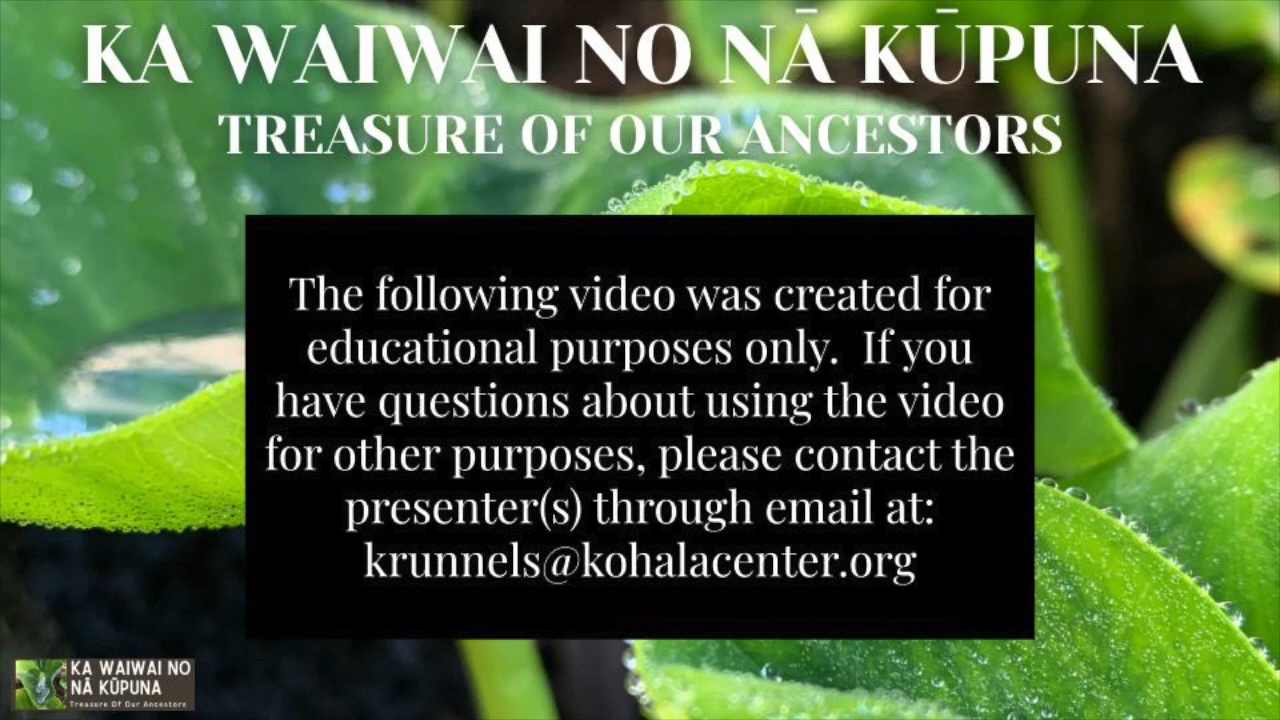 KA WAIWAI NO NĀ KŪPUNA
TREASURE OF OUR ANCESTORS
The following video was created for
educational purposes only.  If you
have questions about using the video
for other purposes, please contact the
presenter(s) through email at:
krunnels@kohalacenter.org
KA WAIWAI NO
NĀ KŪPUNA
Treasure Of Our Ancestors